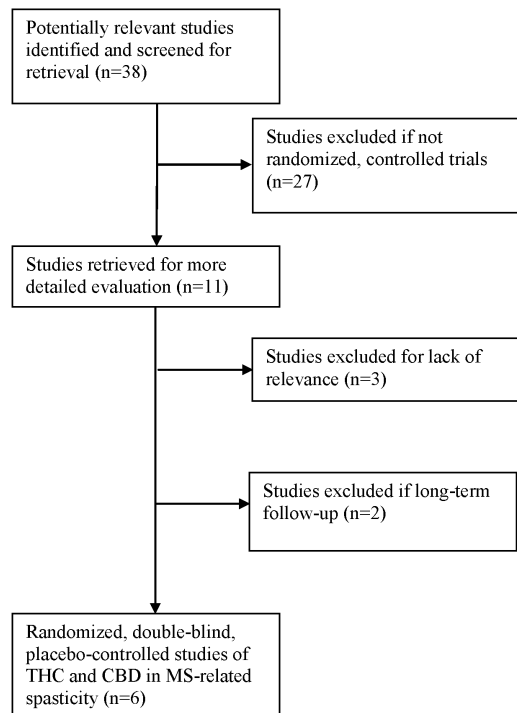 Potentially relevant studies
identified and screened for
retrieval (n=38)
Studies excluded if not
randomized, controlled trials
(n=27)
Studies retrieved for more
detailed evaluation (n=11)
Studies excluded for lack of
relevance (n=3)
Studies excluded if long-term
follow-up (n=2)
Randomized, double-blind,
placebo-controlled studies of
THC and CBD in MS-related
spasticity
(n=6)